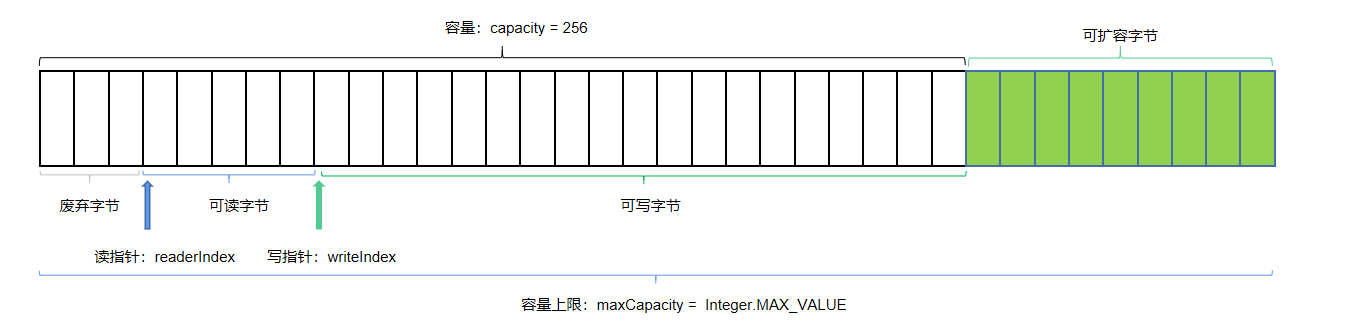 容量：capacity = 256
可扩容字节
废弃字节
可读字节
可写字节
读指针：readerIndex
写指针：writeIndex
容量上限：maxCapacity = Integer.MAX_VALUE